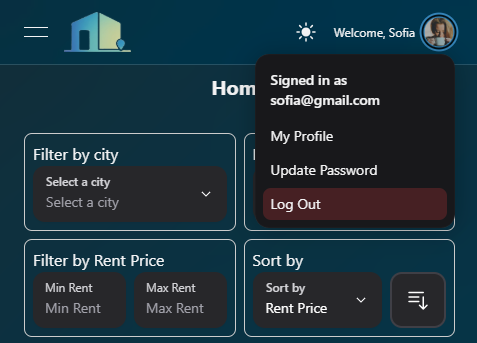 Welcome, Sofia
Signed in as
sofia@gmail.com
My Profile
Update Password
Log Out
Hom
Filter by city
Select a city
Select a city
Filter by Rent Price
Min Rent
Min Rent
Max Rent
Max Rent
Sort by
Sort by
Rent Price